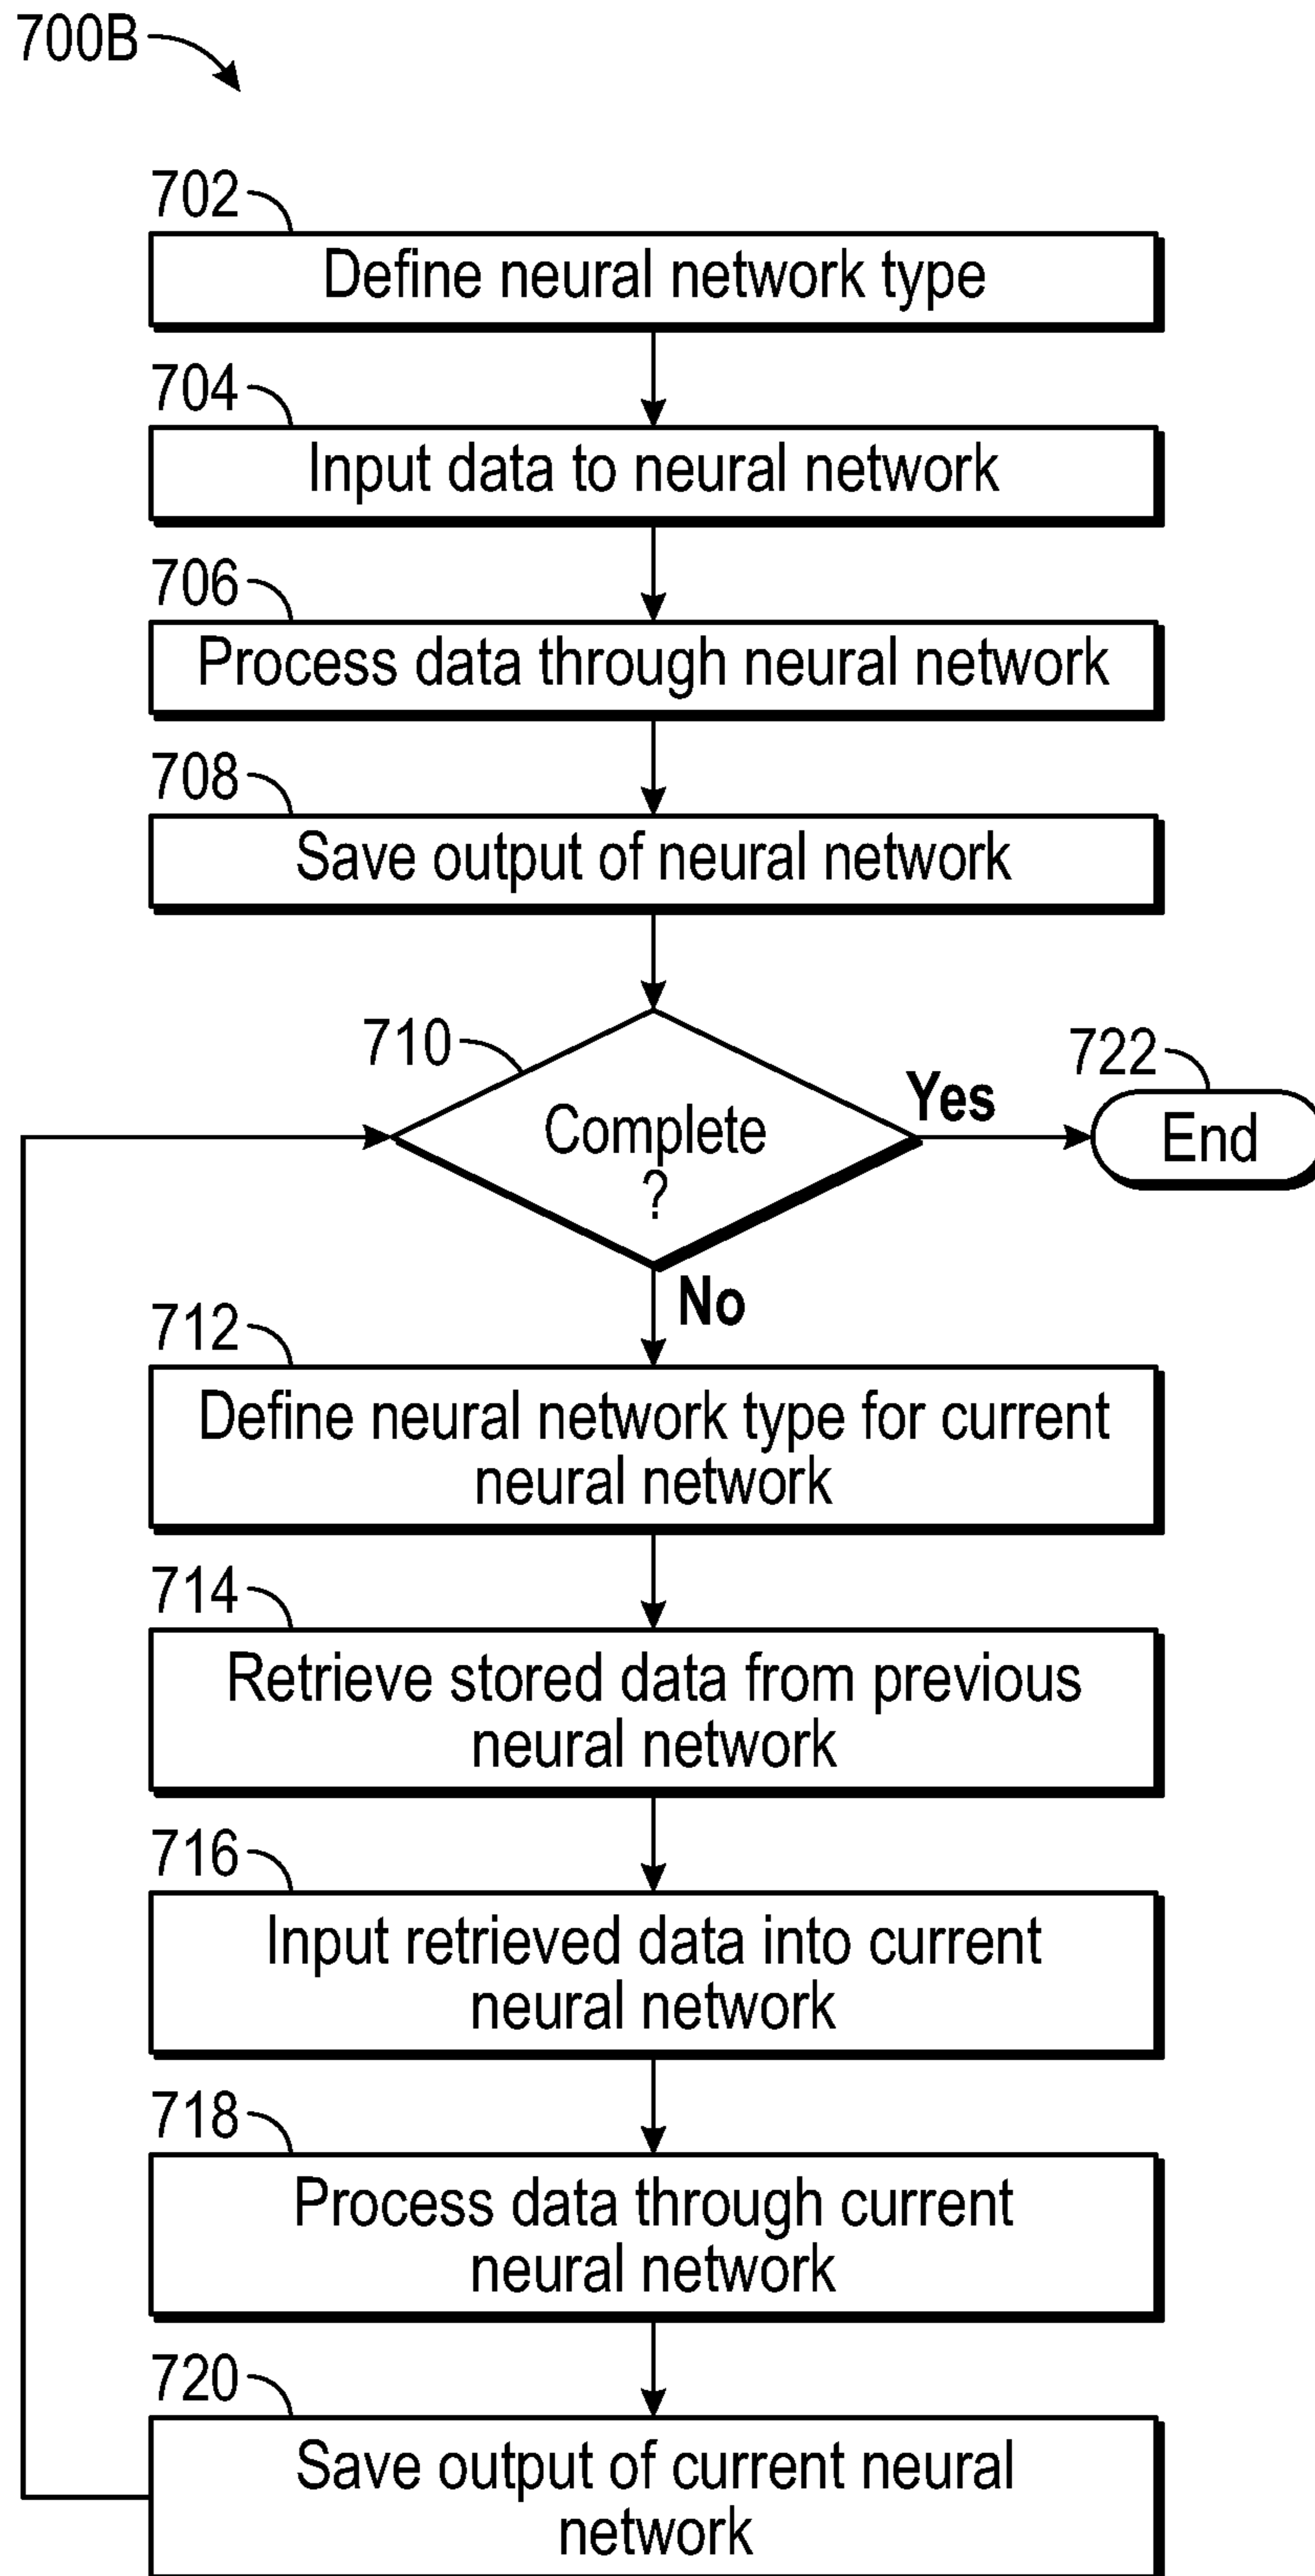 700B
702
Define neural network type
704
Input data to neural network
706
Process data through neural network
708
Save output of neural network
710
Complete
?
Yes
722
End
No
712
Define neural network type for current
neural network
714
Retrieve stored data from previous
neural network
716
Input retrieved data into current
neural network
718
Process data through current
neural network
720
Save output of current neural
network